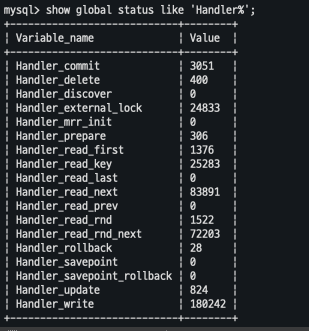 mysql> show global status like 'Handler%';
+----------------------------+--------+
| Variable_name              | Value  |
+----------------------------+--------+
| Handler_commit             | 3051   |
| Handler_delete             | 400    |
| Handler_discover           | 0      |
| Handler_external_lock      | 24833  |
| Handler_mrr_init           | 0      |
| Handler_prepare            | 306    |
| Handler_read_first         | 1376   |
| Handler_read_key           | 25283  |
| Handler_read_last          | 0      |
| Handler_read_next          | 83891  |
| Handler_read_prev          | 0      |
| Handler_read_rnd           | 1522   |
| Handler_read_rnd_next      | 72203  |
| Handler_rollback           | 28     |
| Handler_savepoint          | 0      |
| Handler_savepoint_rollback | 0      |
| Handler_update             | 824    |
| Handler_write              | 180242 |
+----------------------------+--------+